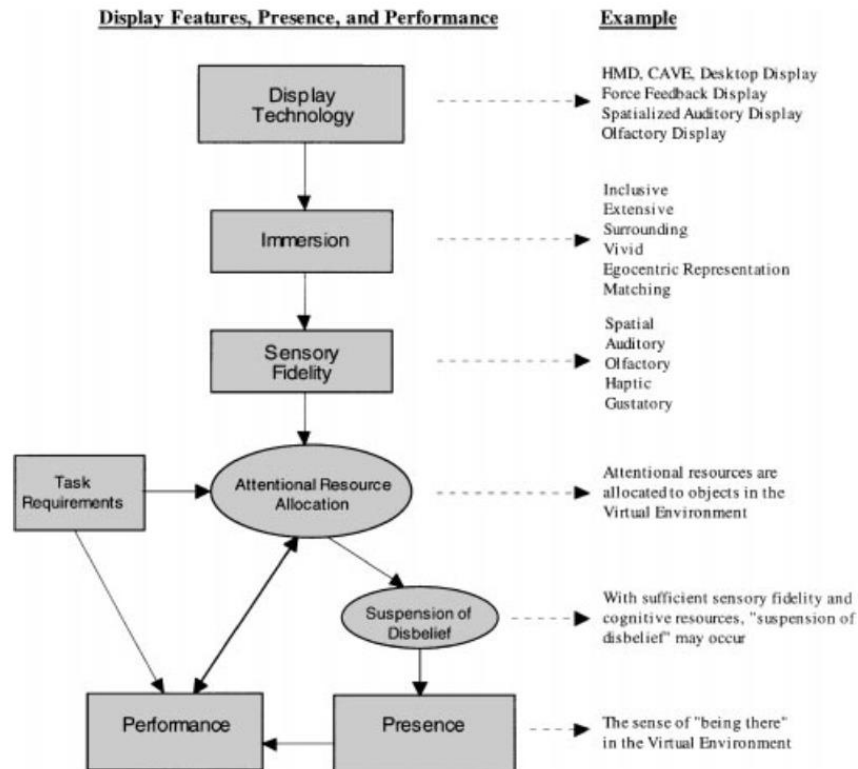 Display Features, Presence, and Performance
Example
Display
Technology
HMD, CAVE, Desktop Display
Force Feedback Display
Spatialized Auditory Display
Olfactory Display
Immersion
Inclusive
Extensive
Surrounding
Vivid
Egocentric Representation
Matching
Sensory
Fidelity
Spatial
Auditory
Olfactory
Haptic
Gustatory
Task
Requirements
Attentional Resource
Allocation
Attentional resources are
allocated to objects in the
Virtual Environment
Suspension of
Disbelief
With sufficient sensory fidelity and
cognitive resources, "suspension of
disbelief" may occur
Performance
Presence
The sense of "being there"
in the Virtual Environment